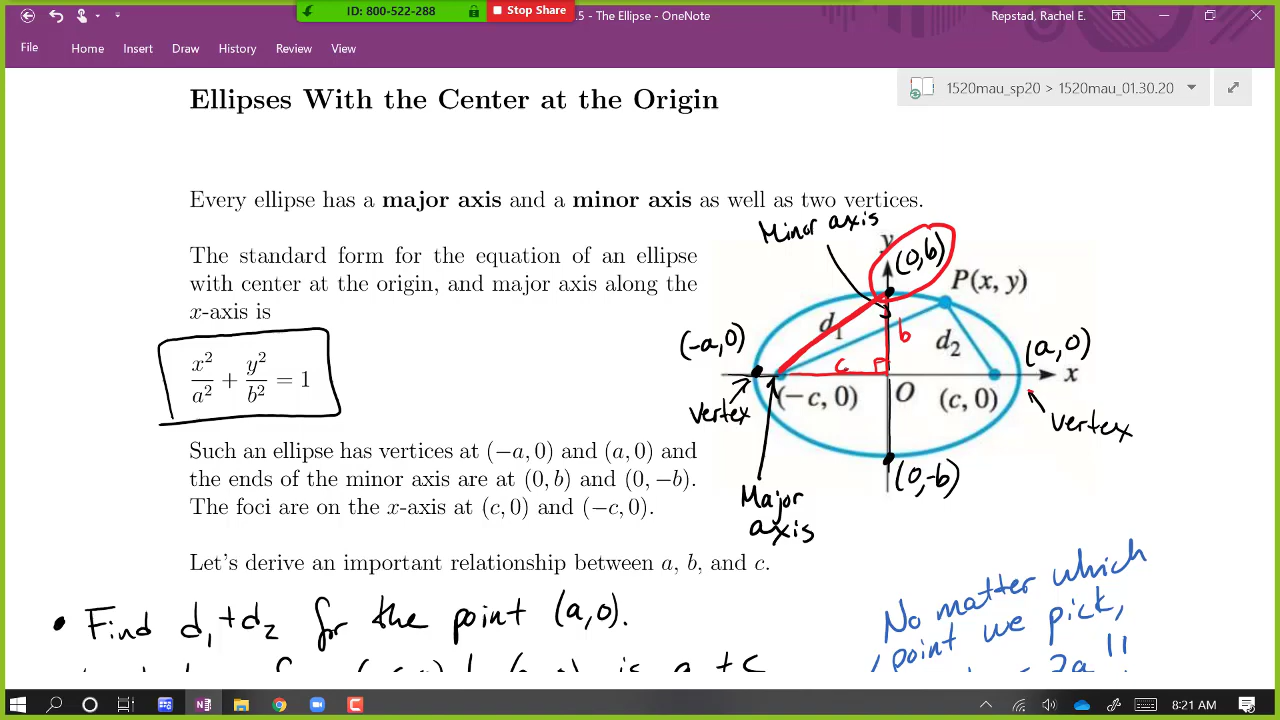 ID: 800-522-288
Stop Share
.5 - The Ellipse - OneNote
Repstad, Rachel E.
File
Home
Insert
Draw
History
Review
View
1520mau_sp20 > 1520mau_01.30.20
Ellipses With the Center at the Origin
Every ellipse has a major axis and a minor axis as well as two vertices.
The standard form for the equation of an ellipse
with center at the origin, and major axis along the
x-axis is
x²/a² + y²/b² = 1
Such an ellipse has vertices at (−a, 0) and (a, 0) and
the ends of the minor axis are at (0, b) and (0, −b).
The foci are on the x-axis at (c, 0) and (−c, 0).
Let's derive an important relationship between a, b, and c.
Minor axis
y
(0,b)
P(x, y)
d₁
b
d₂
(-a,0)
(a,0)
c
x
(−c, 0)
O
(c, 0)
vertex
vertex
(0,-b)
Major
axis
• Find d₁+d₂ for the point (a,0).
No matter which
point we pick,
2a!!
8:21 AM